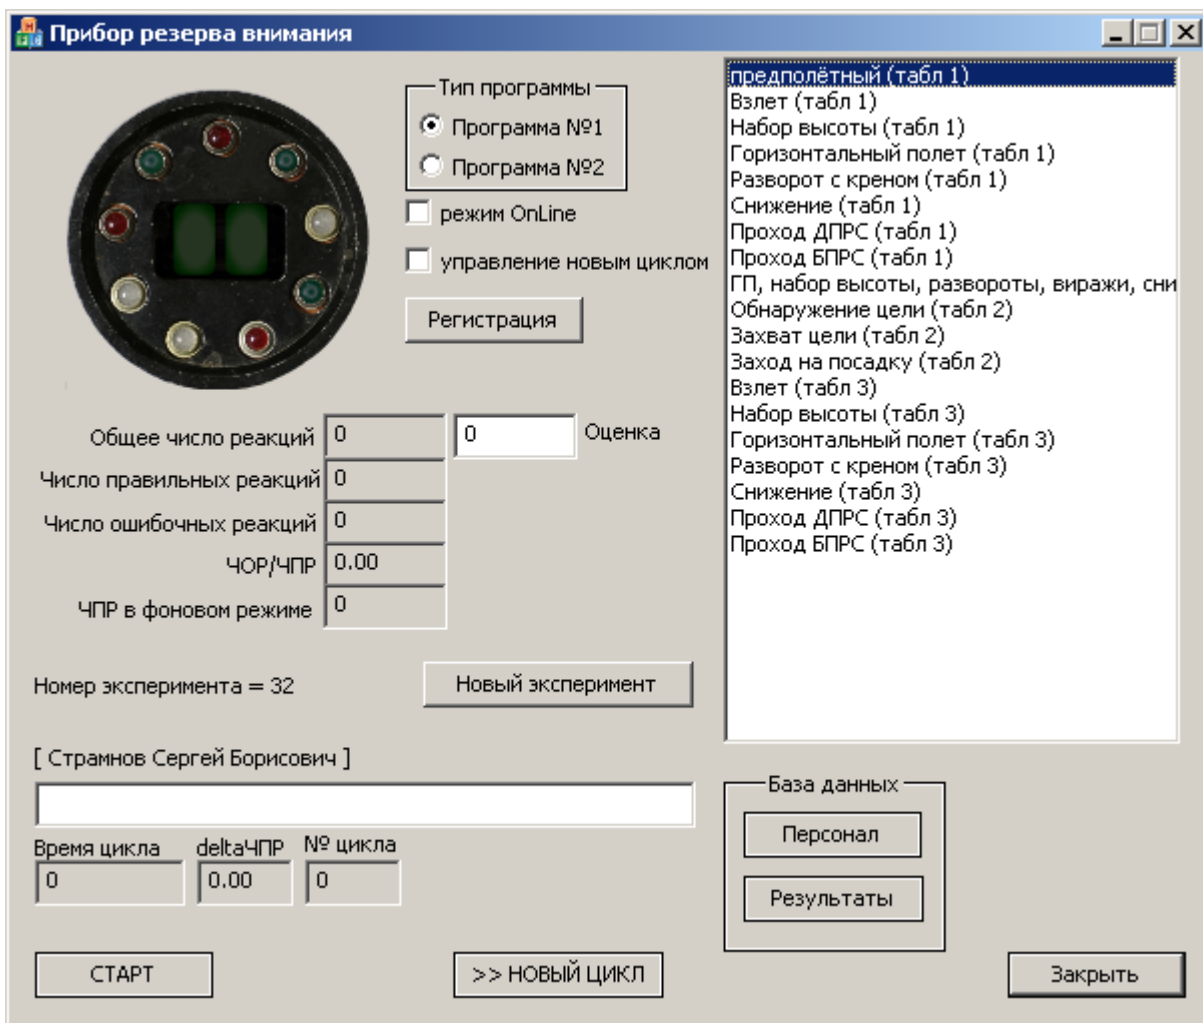 Прибор резерва внимания
Тип программы
Программа №1
Программа №2
режим OnLine
управление новым циклом
Регистрация
предполётный (табл 1)
Взлет (табл 1)
Набор высоты (табл 1)
Горизонтальный полет (табл 1)
Разворот с креном (табл 1)
Снижение (табл 1)
Проход ДПРС (табл 1)
Проход БПРС (табл 1)
ГП, набор высоты, развороты, виражи, сни
Обнаружение цели (табл 2)
Захват цели (табл 2)
Заход на посадку (табл 2)
Взлет (табл 3)
Набор высоты (табл 3)
Горизонтальный полет (табл 3)
Разворот с креном (табл 3)
Снижение (табл 3)
Проход ДПРС (табл 3)
Проход БПРС (табл 3)
Общее число реакций 0 0 Оценка
Число правильных реакций 0
Число ошибочных реакций 0
ЧОР/ЧПР 0.00
ЧПР в фоновом режиме 0
Номер эксперимента = 32 Новый эксперимент
[ Страмнов Сергей Борисович ]
Время цикла deltaЧПР № цикла
0 0.00 0
База данных
Персонал
Результаты
СТАРТ >> НОВЫЙ ЦИКЛ Закрыть